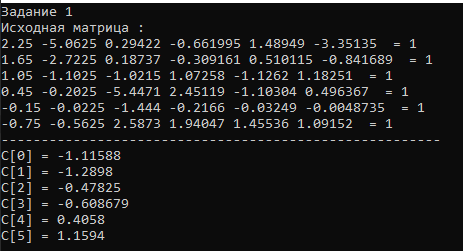 Задание 1
Исходная матрица :
2.25 -5.0625 0.29422 -0.661995 1.48949 -3.35135  = 1
1.65 -2.7225 0.18737 -0.309161 0.510115 -0.841689  = 1
1.05 -1.1025 -1.0215 1.07258 -1.1262 1.18251  = 1
0.45 -0.2025 -5.4471 2.45119 -1.10304 0.496367  = 1
-0.15 -0.0225 -1.444 -0.2166 -0.03249 -0.0048735  = 1
-0.75 -0.5625 2.5873 1.94047 1.45536 1.09152  = 1
-------------------------------------------------------
C[0] = -1.11588
C[1] = -1.2898
C[2] = -0.47825
C[3] = -0.608679
C[4] = 0.4058
C[5] = 1.1594